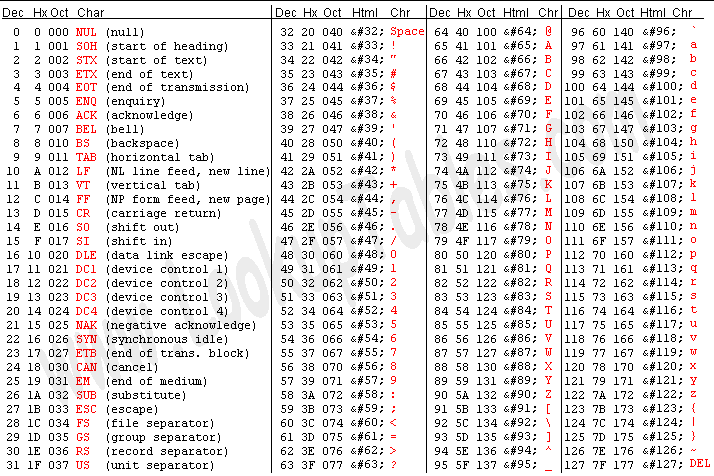 Dec Hx Oct Char Dec Hx Oct Html Chr Dec Hx Oct Html Chr Dec Hx Oct Html Chr
0 0 000 NUL (null) 32 20 040 &#32; Space 64 40 100 &#64; @ 96 60 140 &#96; `
1 1 001 SOH (start of heading) 33 21 041 &#33; ! 65 41 101 &#65; A 97 61 141 &#97; a
2 2 002 STX (start of text) 34 22 042 &#34; " 66 42 102 &#66; B 98 62 142 &#98; b
3 3 003 ETX (end of text) 35 23 043 &#35; # 67 43 103 &#67; C 99 63 143 &#99; c
4 4 004 EOT (end of transmission) 36 24 044 &#36; $ 68 44 104 &#68; D 100 64 144 &#100; d
5 5 005 ENQ (enquiry) 37 25 045 &#37; % 69 45 105 &#69; E 101 65 145 &#101; e
6 6 006 ACK (acknowledge) 38 26 046 &#38; & 70 46 106 &#70; F 102 66 146 &#102; f
7 7 007 BEL (bell) 39 27 047 &#39; ' 71 47 107 &#71; G 103 67 147 &#103; g
8 8 010 BS (backspace) 40 28 050 &#40; ( 72 48 110 &#72; H 104 68 150 &#104; h
9 9 011 TAB (horizontal tab) 41 29 051 &#41; ) 73 49 111 &#73; I 105 69 151 &#105; i
10 A 012 LF (NL line feed, new line) 42 2A 052 &#42; * 74 4A 112 &#74; J 106 6A 152 &#106; j
11 B 013 VT (vertical tab) 43 2B 053 &#43; + 75 4B 113 &#75; K 107 6B 153 &#107; k
12 C 014 FF (NP form feed, new page) 44 2C 054 &#44; , 76 4C 114 &#76; L 108 6C 154 &#108; l
13 D 015 CR (carriage return) 45 2D 055 &#45; - 77 4D 115 &#77; M 109 6D 155 &#109; m
14 E 016 SO (shift out) 46 2E 056 &#46; . 78 4E 116 &#78; N 110 6E 156 &#110; n
15 F 017 SI (shift in) 47 2F 057 &#47; / 79 4F 117 &#79; O 111 6F 157 &#111; o
16 10 020 DLE (data link escape) 48 30 060 &#48; 0 80 50 120 &#80; P 112 70 160 &#112; p
17 11 021 DC1 (device control 1) 49 31 061 &#49; 1 81 51 121 &#81; Q 113 71 161 &#113; q
18 12 022 DC2 (device control 2) 50 32 062 &#50; 2 82 52 122 &#82; R 114 72 162 &#114; r
19 13 023 DC3 (device control 3) 51 33 063 &#51; 3 83 53 123 &#83; S 115 73 163 &#115; s
20 14 024 DC4 (device control 4) 52 34 064 &#52; 4 84 54 124 &#84; T 116 74 164 &#116; t
21 15 025 NAK (negative acknowledge) 53 35 065 &#53; 5 85 55 125 &#85; U 117 75 165 &#117; u
22 16 026 SYN (synchronous idle) 54 36 066 &#54; 6 86 56 126 &#86; V 118 76 166 &#118; v
23 17 027 ETB (end of trans. block) 55 37 067 &#55; 7 87 57 127 &#87; W 119 77 167 &#119; w
24 18 030 CAN (cancel) 56 38 070 &#56; 8 88 58 130 &#88; X 120 78 170 &#120; x
25 19 031 EM (end of medium) 57 39 071 &#57; 9 89 59 131 &#89; Y 121 79 171 &#121; y
26 1A 032 SUB (substitute) 58 3A 072 &#58; : 90 5A 132 &#90; Z 122 7A 172 &#122; z
27 1B 033 ESC (escape) 59 3B 073 &#59; ; 91 5B 133 &#91; [ 123 7B 173 &#123; {
28 1C 034 FS (file separator) 60 3C 074 &#60; < 92 5C 134 &#92; \ 124 7C 174 &#124; |
29 1D 035 GS (group separator) 61 3D 075 &#61; = 93 5D 135 &#93; ] 125 7D 175 &#125; }
30 1E 036 RS (record separator) 62 3E 076 &#62; > 94 5E 136 &#94; ^ 126 7E 176 &#126; ~
31 1F 037 US (unit separator) 63 3F 077 &#63; ? 95 5F 137 &#95; _ 127 7F 177 &#127; DEL
www.LookupTables.com